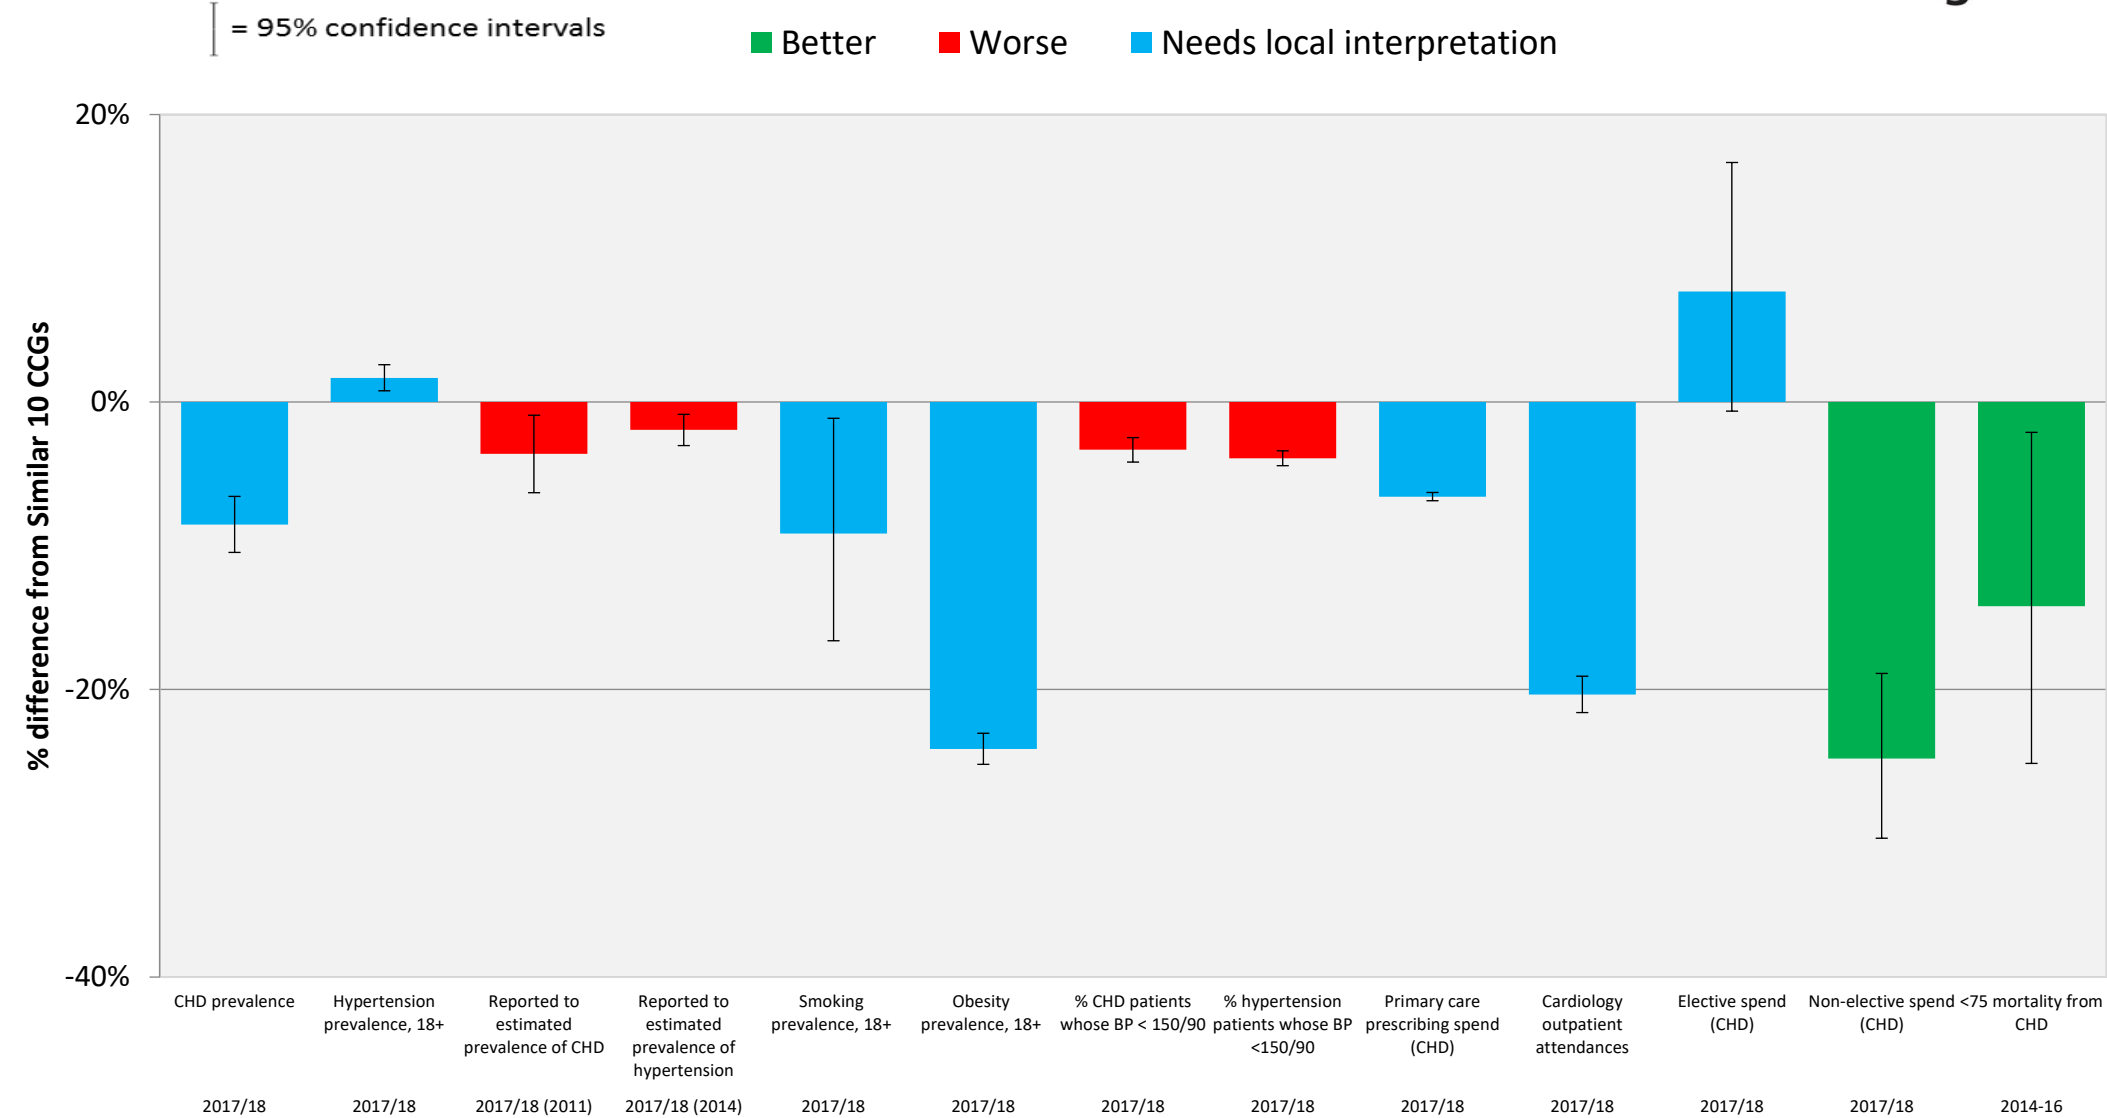 = 95% confidence intervals
Better Worse Needs local interpretation
20%
0%
-20%
-40%
% difference from Similar 10 CCGs
CHD prevalence
2017/18
Hypertension
prevalence, 18+
2017/18
Reported to
estimated
prevalence of CHD
2017/18 (2011)
Reported to
estimated
prevalence of
hypertension
2017/18 (2014)
Smoking
prevalence, 18+
2017/18
Obesity
prevalence, 18+
2017/18
% CHD patients
whose BP < 150/90
2017/18
% hypertension
patients whose BP
<150/90
2017/18
Primary care
prescribing spend
(CHD)
2017/18
Cardiology
outpatient
attendances
2017/18
Elective spend
(CHD)
2017/18
Non-elective spend
(CHD)
2017/18
<75 mortality from
CHD
2014-16